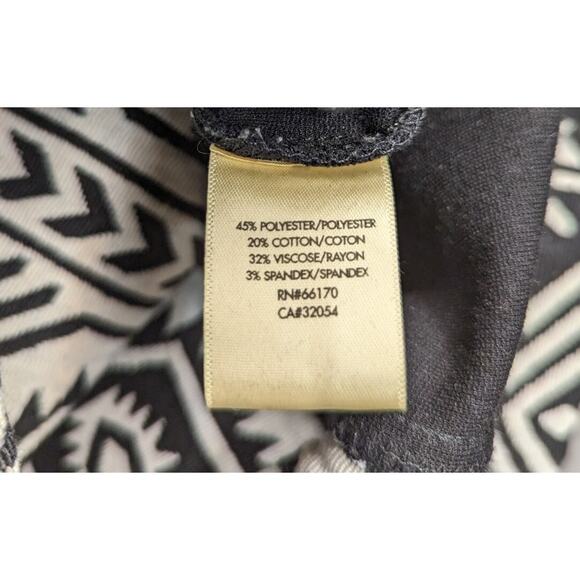 45% POLYESTER/POLYESTER
20% COTTON/COTON
32% VISCOSE/RAYON
3% SPANDEX/SPANDEX
RN#66170
CA#32054